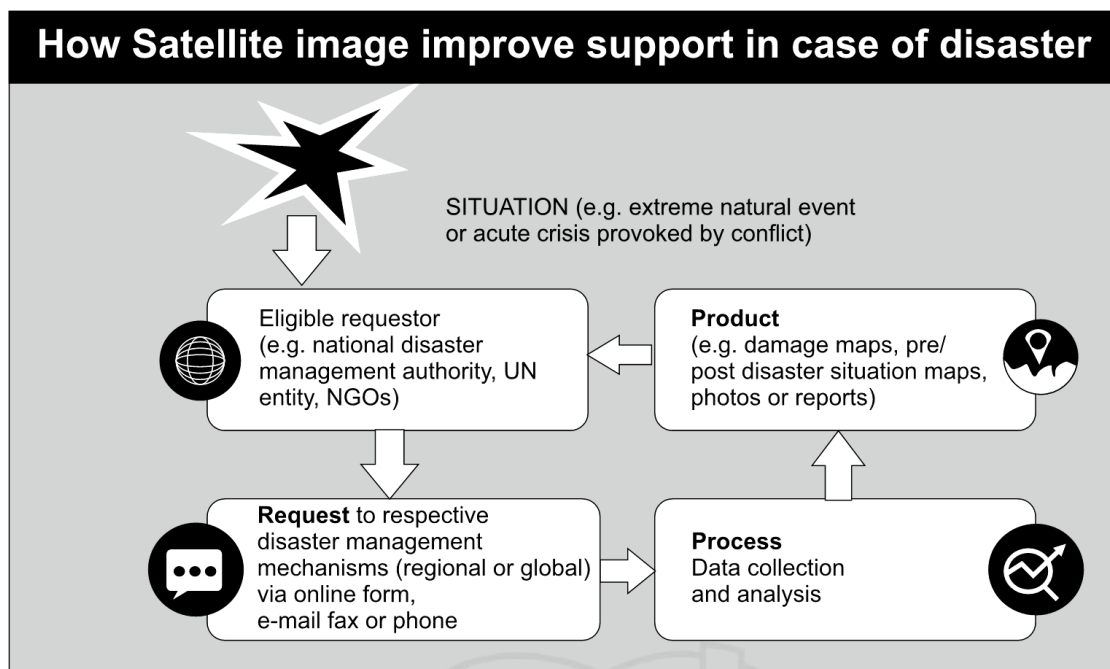 How Satellite image improve support in case of disaster
SITUATION (e.g. extreme natural event
or acute crisis provoked by conflict)
Eligible requestor
(e.g. national disaster
management authority, UN
entity, NGOs)
Product
(e.g. damage maps, pre/
post disaster situation maps,
photos or reports)
Request to respective
disaster management
mechanisms (regional or global)
via online form,
e-mail fax or phone
Process
Data collection
and analysis